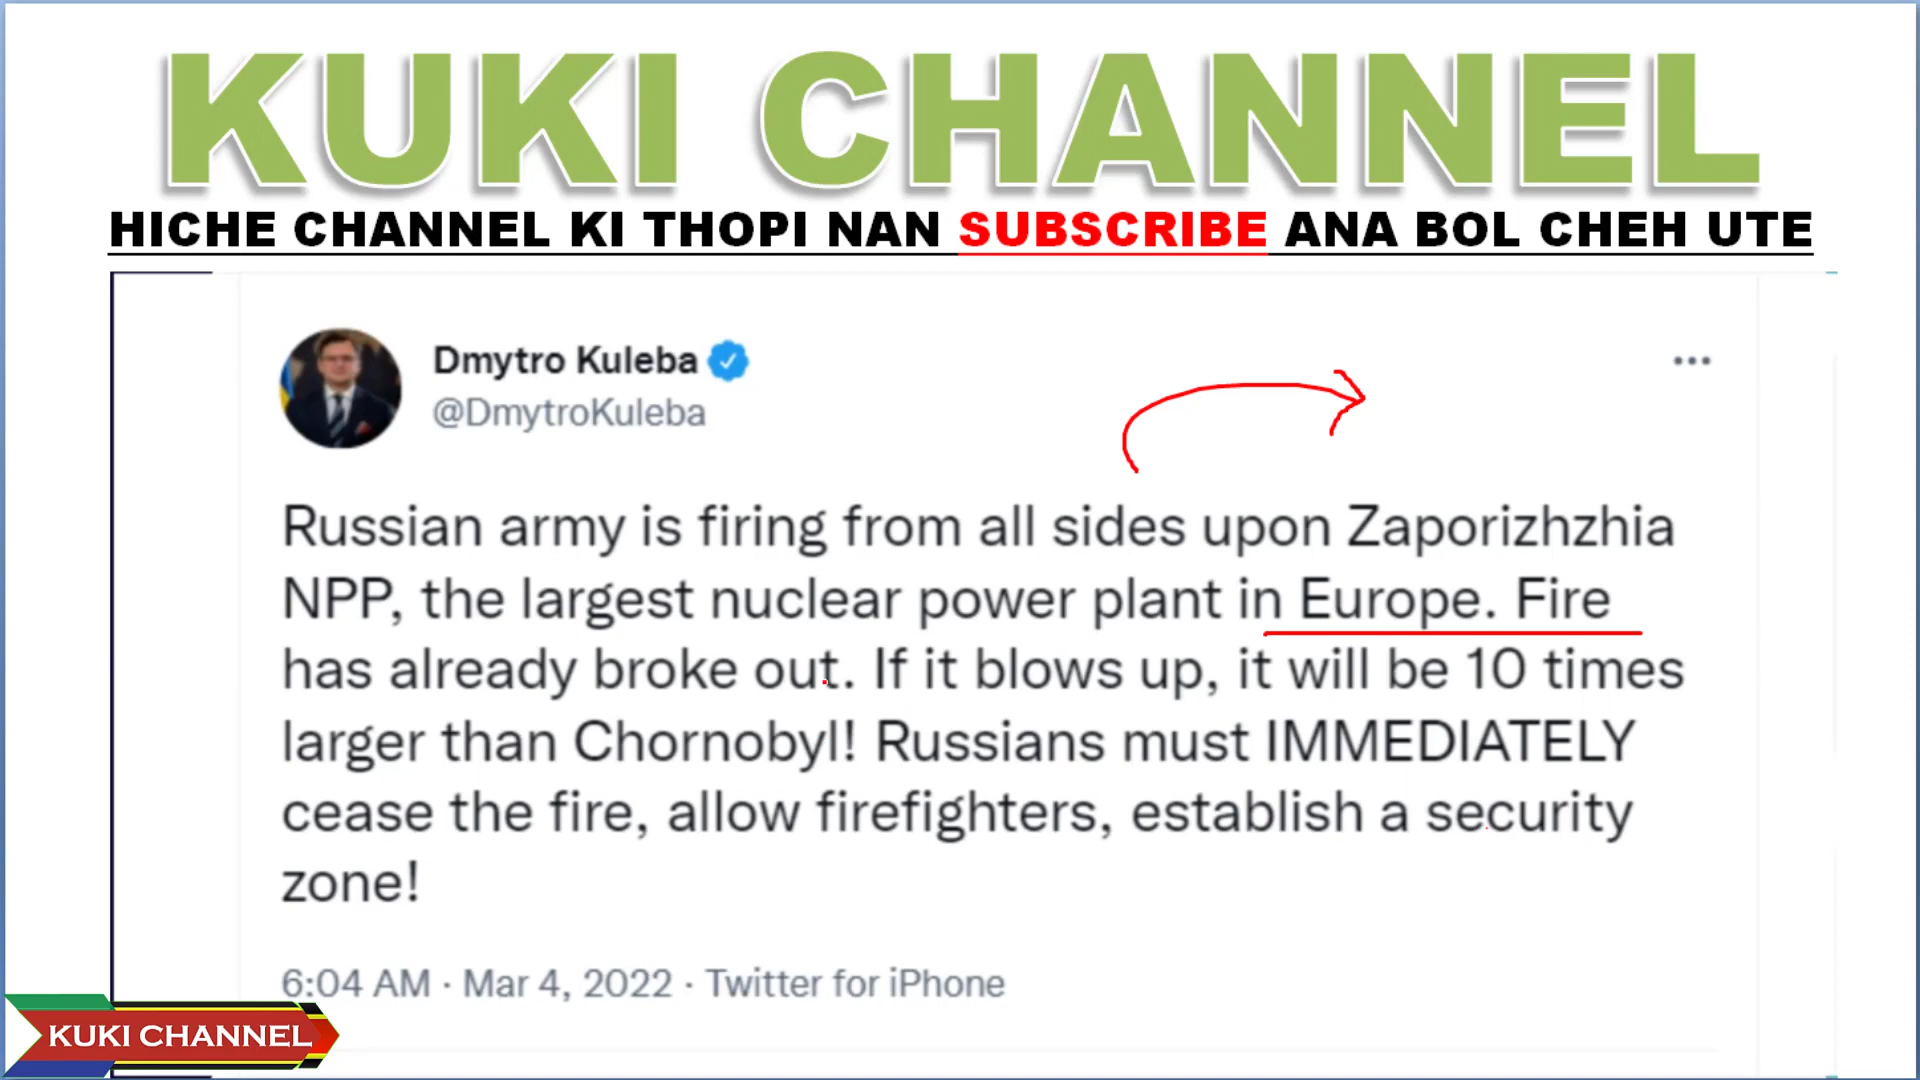 KUKI CHANNEL
HICHE CHANNEL KI THOPI NAN SUBSCRIBE ANA BOL CHEH UTE
Dmytro Kuleba
@DmytroKuleba
Russian army is firing from all sides upon Zaporizhzhia
NPP, the largest nuclear power plant in Europe. Fire
has already broke out. If it blows up, it will be 10 times
larger than Chornobyl! Russians must IMMEDIATELY
cease the fire, allow firefighters, establish a security
zone!
6:04 AM · Mar 4, 2022 · Twitter for iPhone
KUKI CHANNEL